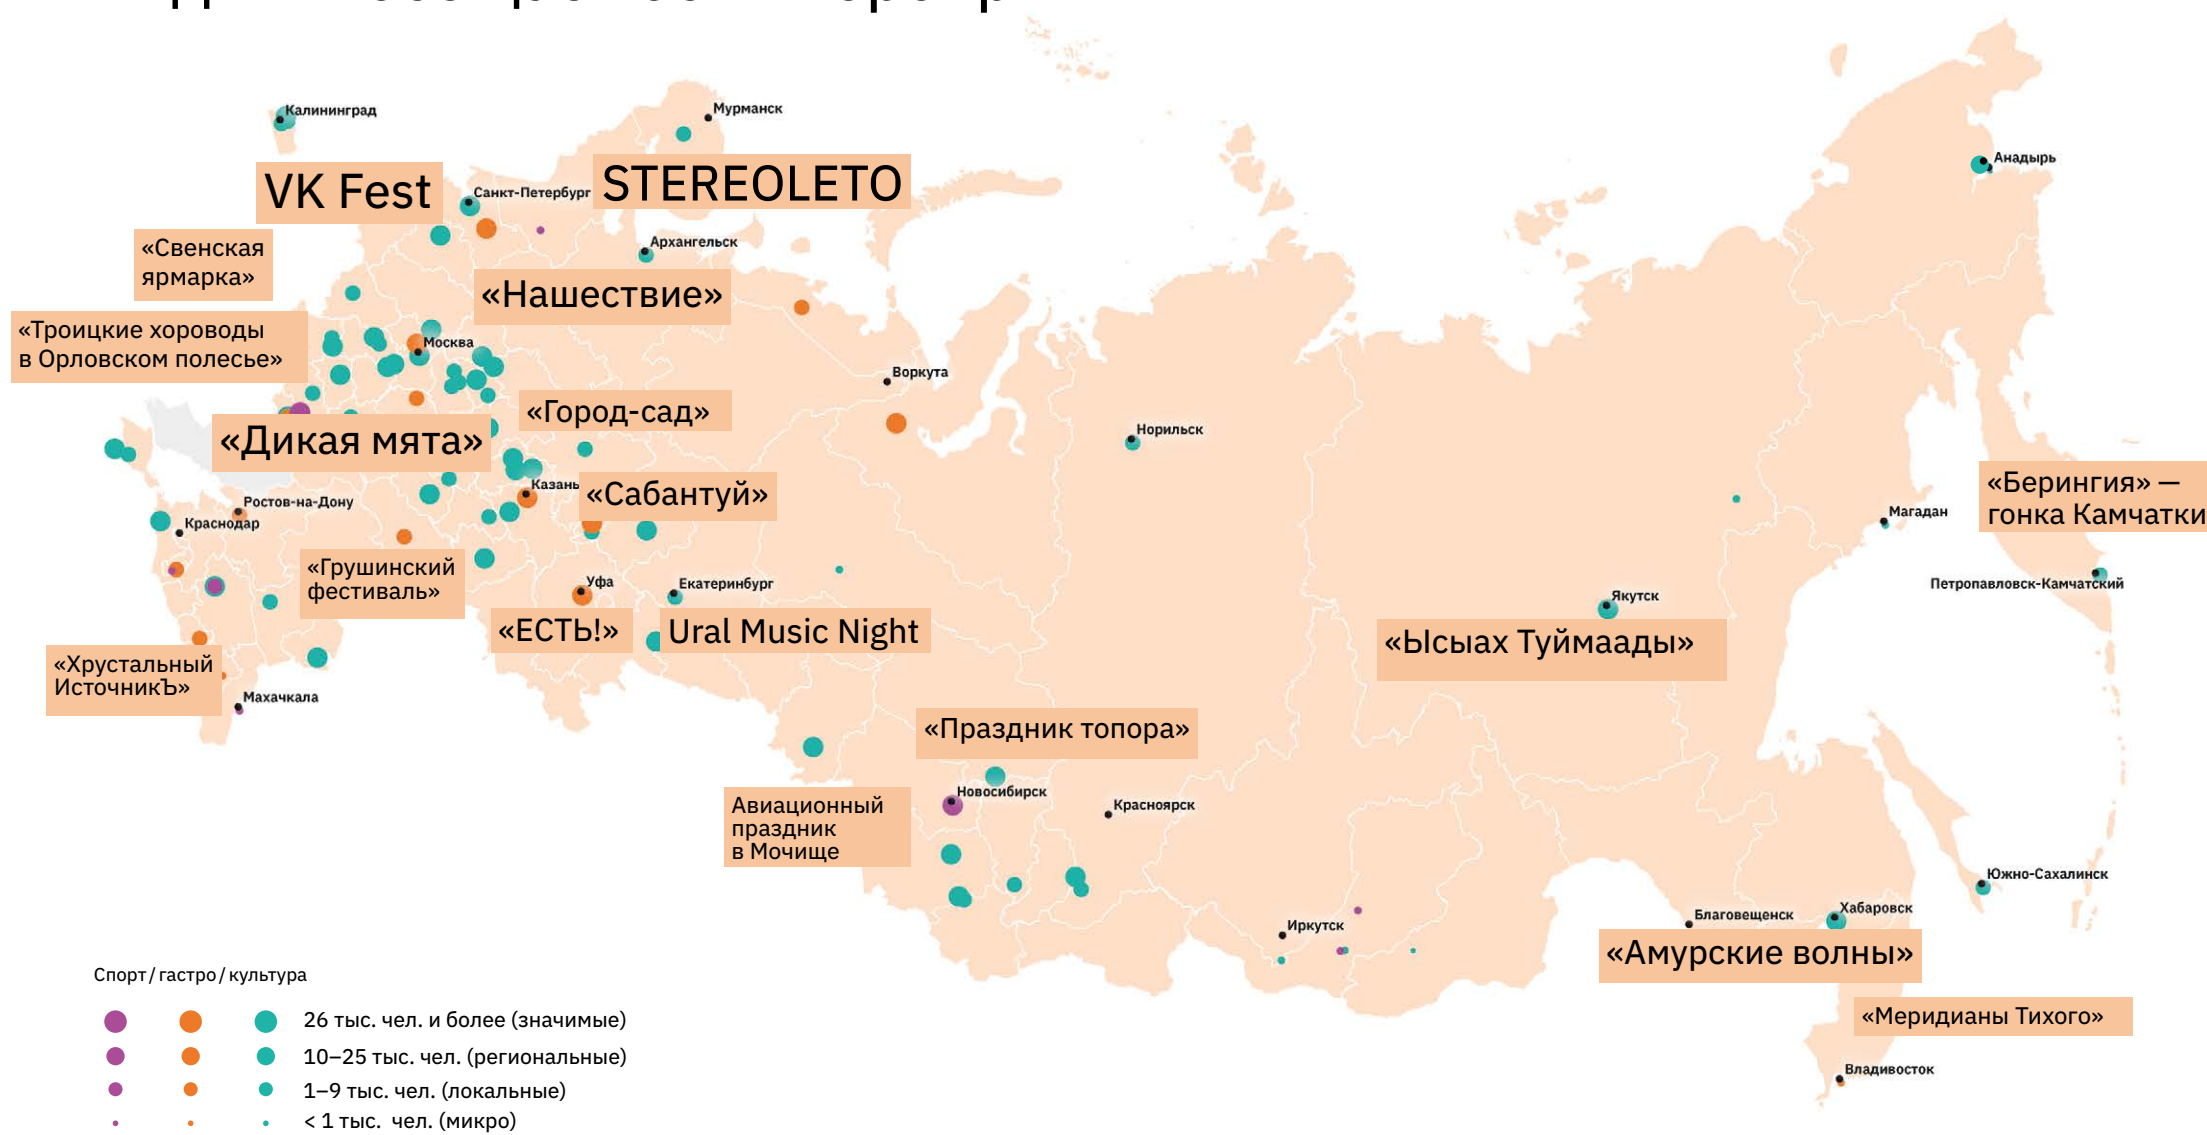 Калининград
Мурманск
Анадырь
VK Fest
Санкт-Петербург
STEREOLETO
«Свенская
ярмарка»
Архангельск
«Нашествие»
«Троицкие хороводы
в Орловском полесье»
Москва
Воркута
«Город-сад»
«Дикая мята»
Норильск
Казань
«Сабантуй»
«Берингия» —
гонка Камчатки
Ростов-на-Дону
Краснодар
Магадан
«Грушинский
фестиваль»
Уфа
Екатеринбург
Петропавловск-Камчатский
Якутск
«ЕСТЬ!»
Ural Music Night
«Ысыах Туймаады»
«Хрустальный
ИсточникЪ»
Махачкала
«Праздник топора»
Новосибирск
Авиационный
праздник
в Мочище
Красноярск
Южно-Сахалинск
Иркутск
Благовещенск
Хабаровск
«Амурские волны»
«Меридианы Тихого»
Владивосток
Спорт/гастро/культура
26 тыс. чел. и более (значимые)
10–25 тыс. чел. (региональные)
1–9 тыс. чел. (локальные)
< 1 тыс. чел. (микро)